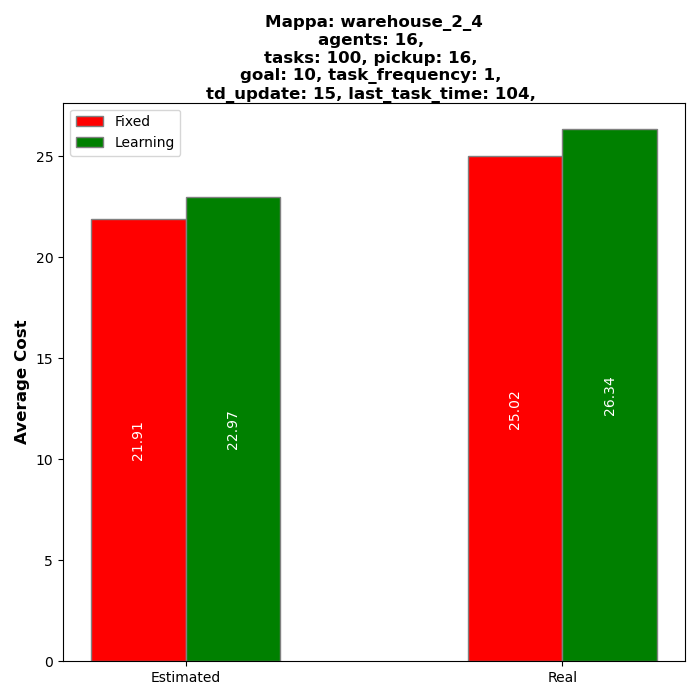 Mappa: warehouse_2_4
agents: 16,
tasks: 100, pickup: 16,
goal: 10, task_frequency: 1,
td_update: 15, last_task_time: 104,
Fixed
Learning
Average Cost
25
20
15
10
5
0
21.91
22.97
25.02
26.34
Estimated
Real